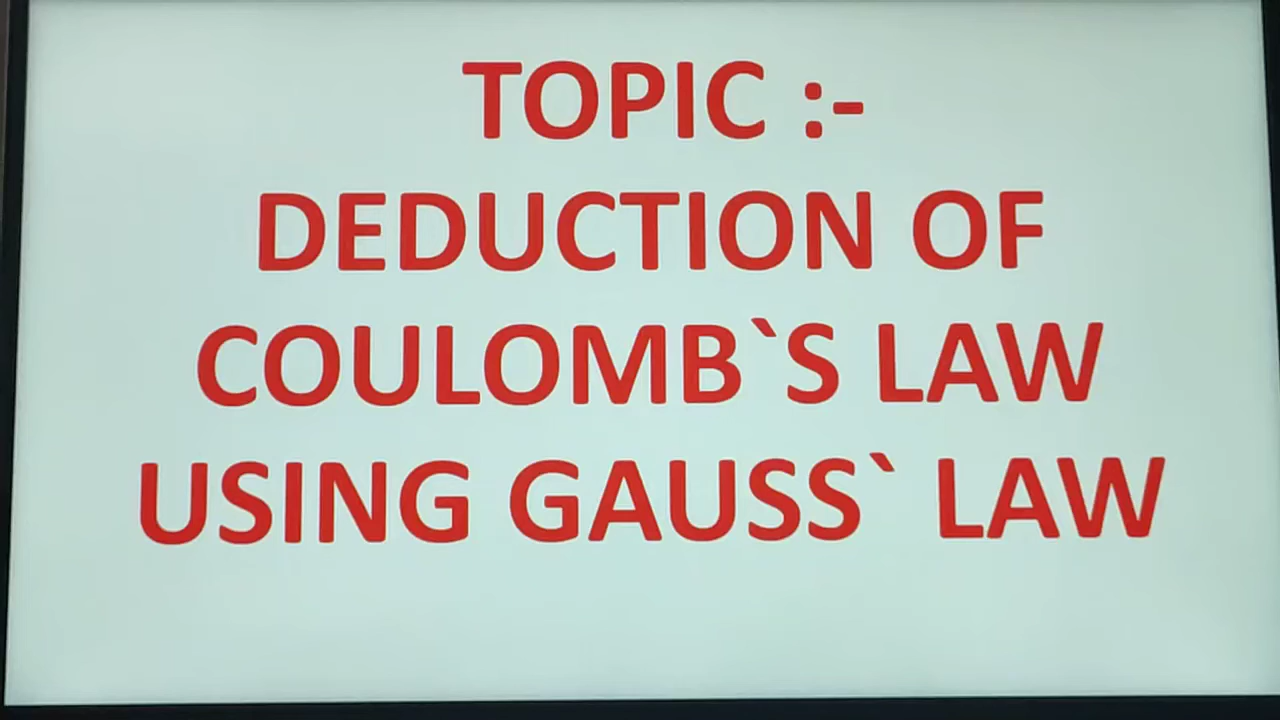 TOPIC :-
DEDUCTION OF
COULOMB`S LAW
USING GAUSS` LAW